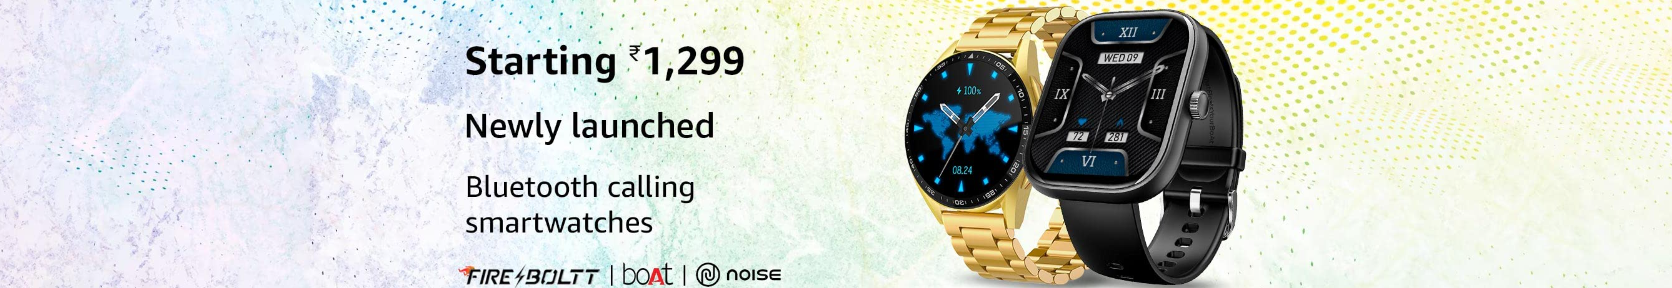 Starting ₹1,299
Newly launched
Bluetooth calling
smartwatches
FIRE-BOLTT | boAt | NOISE
100%
08.24
XII
WED 09
IX
III
72 281
VI